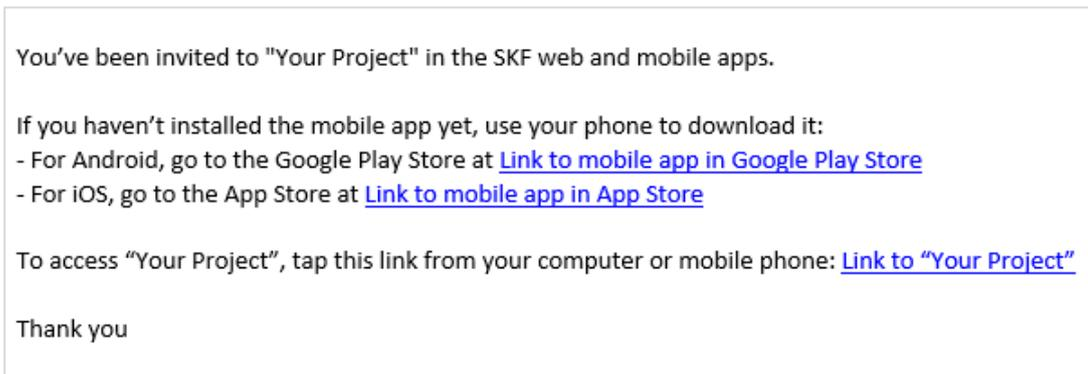 You’ve been invited to "Your Project" in the SKF web and mobile apps.
If you haven’t installed the mobile app yet, use your phone to download it:
- For Android, go to the Google Play Store at Link to mobile app in Google Play Store
- For iOS, go to the App Store at Link to mobile app in App Store
To access “Your Project”, tap this link from your computer or mobile phone: Link to “Your Project”
Thank you